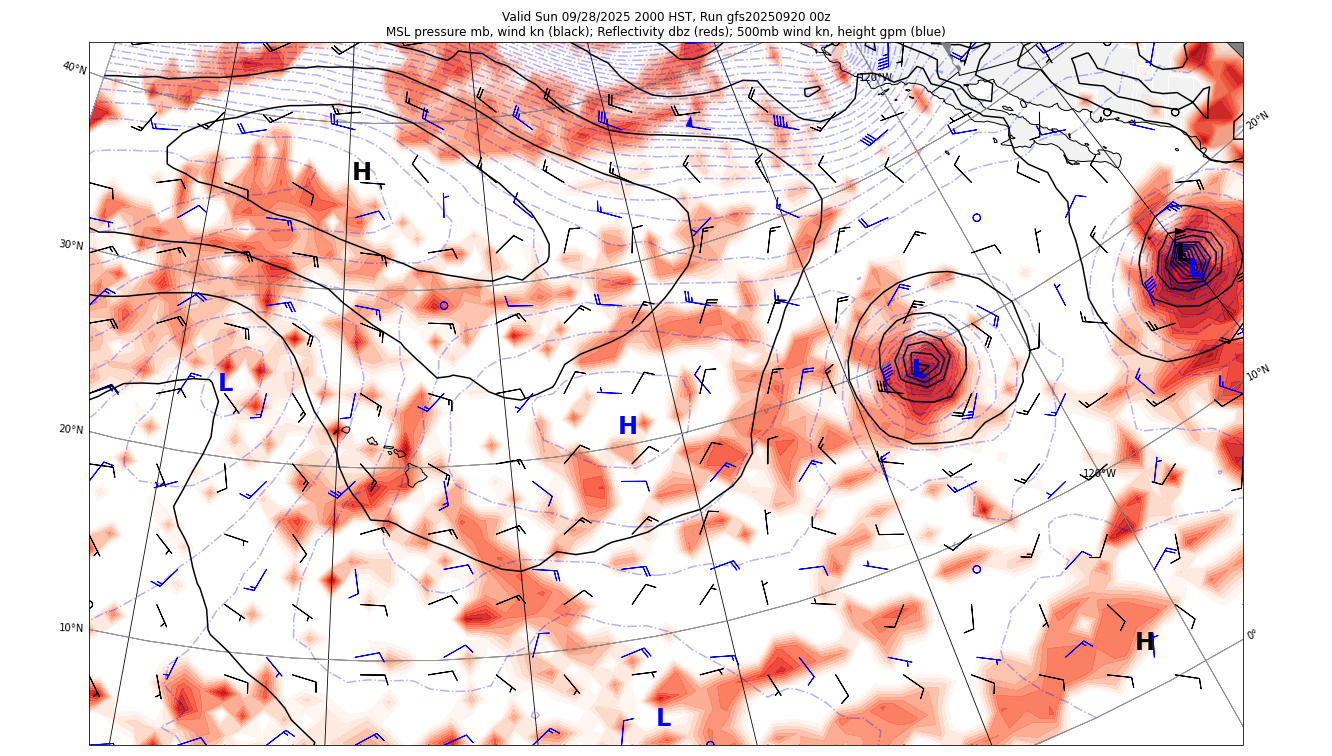 Valid Sun 09/28/2025 2000 HST, Run gfs20250920 00z
MSL pressure mb, wind kn (black); Reflectivity dbz (reds); 500mb wind kn, height gpm (blue)
40°N
120°W
20°N
H
30°N
L
L
10°N
L
L
H
20°N
120°W
10°N
0°
H
L